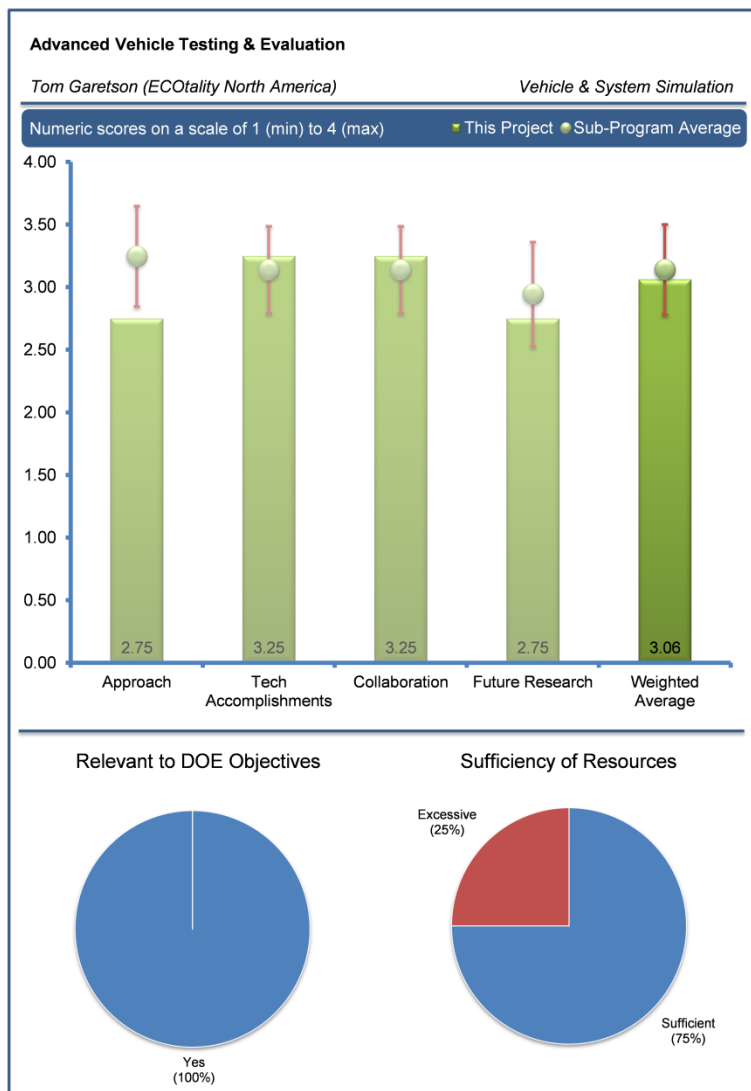 Advanced Vehicle Testing & Evaluation
Tom Garetson (ECOtality North America) Vehicle & System Simulation
Numeric scores on a scale of 1 (min) to 4 (max) This Project Sub-Program Average
4.00
3.50
3.00
2.50
2.00
1.50
1.00
0.50
0.00
2.75 3.25 3.25 2.75 3.06
Approach Tech Accomplishments Collaboration Future Research Weighted Average
Relevant to DOE Objectives
Yes
(100%)
Sufficiency of Resources
Excessive
(25%)
Sufficient
(75%)